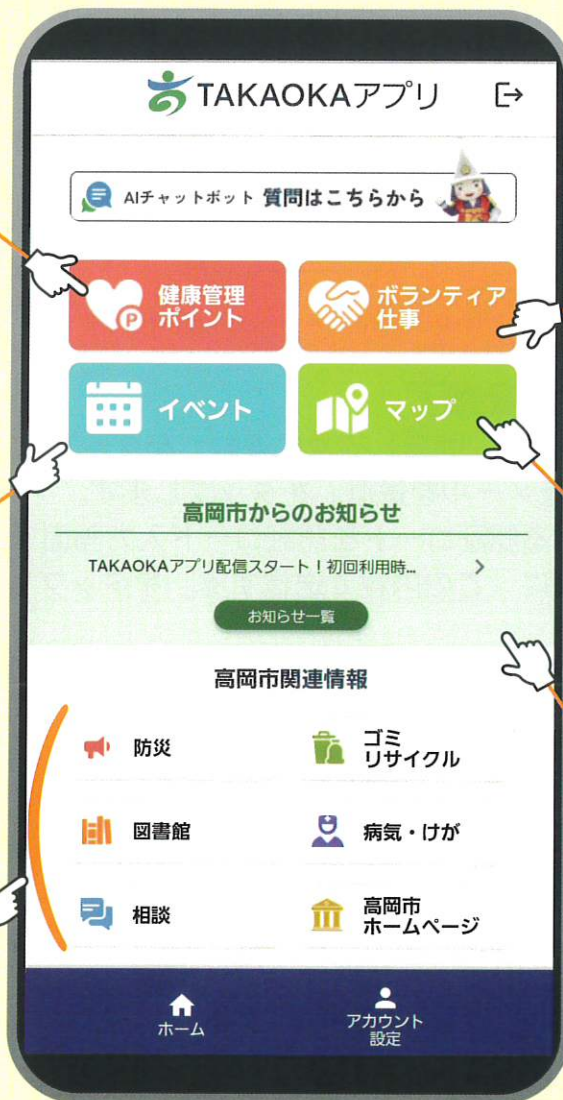 TAKAOKAアプリ
AIチャットボット 質問はこちらから
健康管理
ポイント
ボランティア
仕事
イベント
マップ
高岡市からのお知らせ
TAKAOKAアプリ配信スタート！初回利用時...
お知らせ一覧
高岡市関連情報
防災
ゴミ
リサイクル
図書館
病気・けが
相談
高岡市
ホームページ
ホーム
アカウント
設定